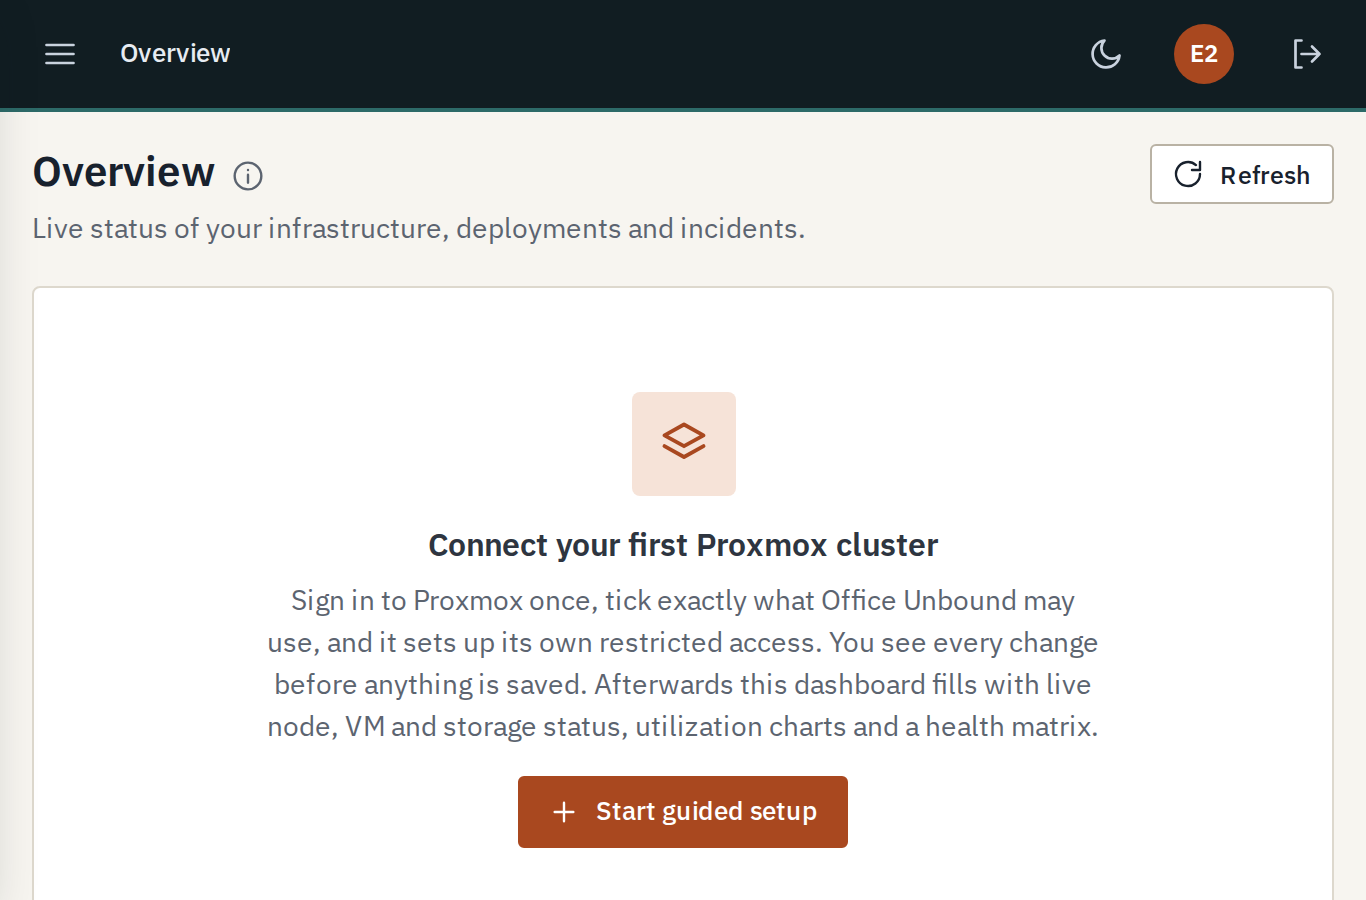 Overview
E2
Overview
Refresh
Live status of your infrastructure, deployments and incidents.
Connect your first Proxmox cluster
Sign in to Proxmox once, tick exactly what Office Unbound may
use, and it sets up its own restricted access. You see every change
before anything is saved. Afterwards this dashboard fills with live
node, VM and storage status, utilization charts and a health matrix.
Start guided setup